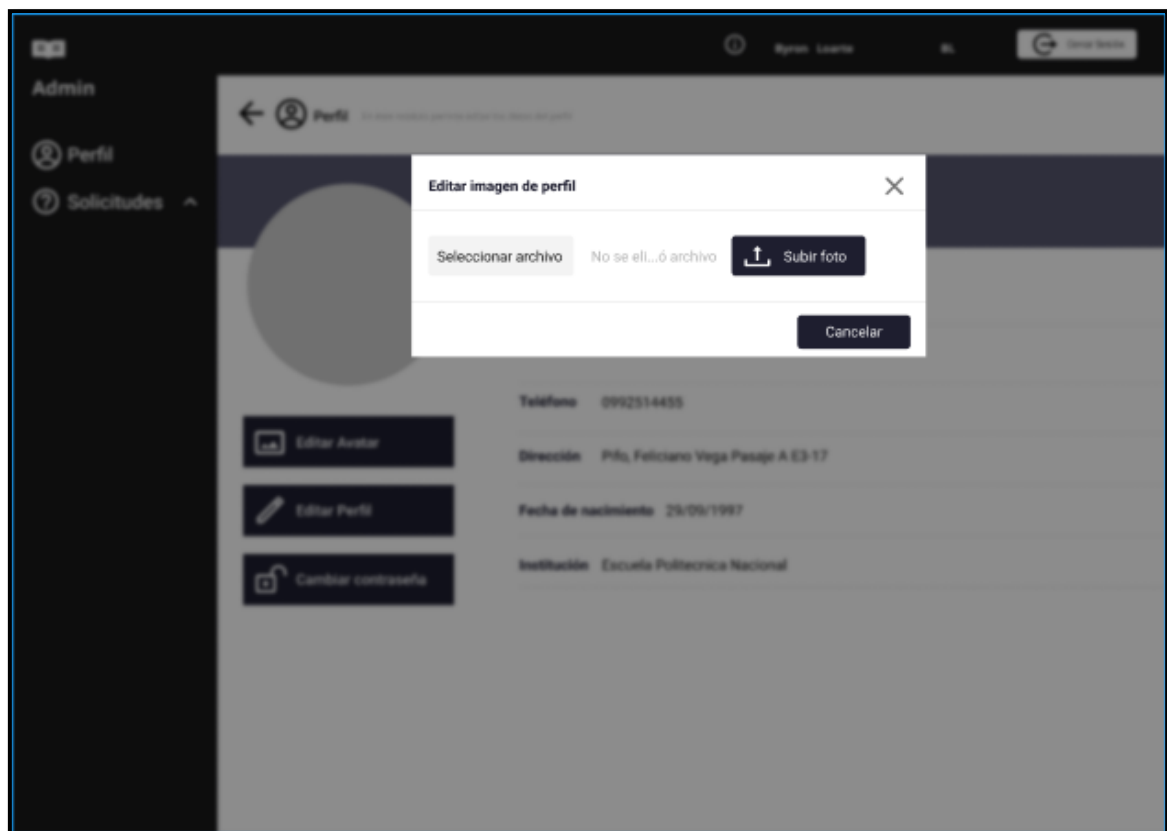 Byron Loarte
BL
Cerrar Sesión
Admin
Perfil
Perfil
Solicitudes
Editar imagen de perfil
Seleccionar archivo
No se eli...ó archivo
Subir foto
Cancelar
Teléfono 0992514455
Editar Avatar
Dirección Pifo, Feliciano Vega Pasaje A E3-17
Editar Perfil
Fecha de nacimiento 29/09/1997
Institución Escuela Politecnica Nacional
Cambiar contraseña